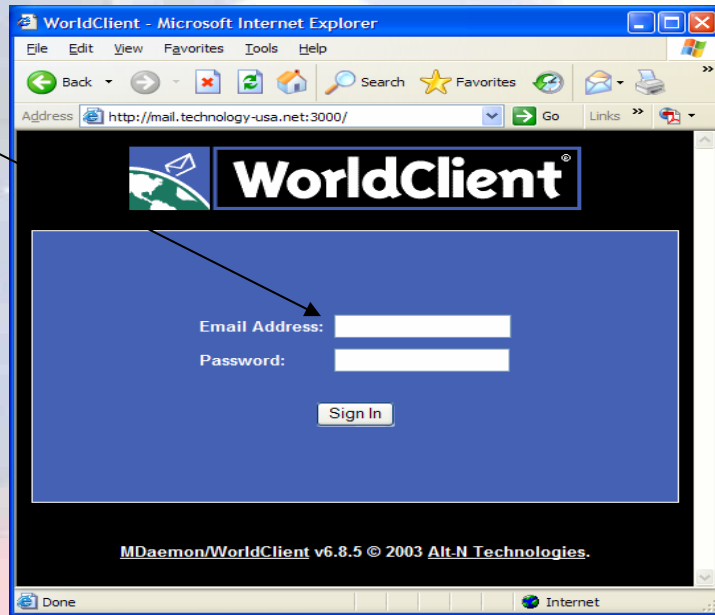 WorldClient - Microsoft Internet Explorer
File Edit View Favorites Tools Help
Back Search Favorites »
Address http://mail.technology-usa.net:3000/ Go Links »
WorldClient®
Email Address:
Password:
Sign In
MDaemon/WorldClient v6.8.5 © 2003 Alt-N Technologies.
Done Internet